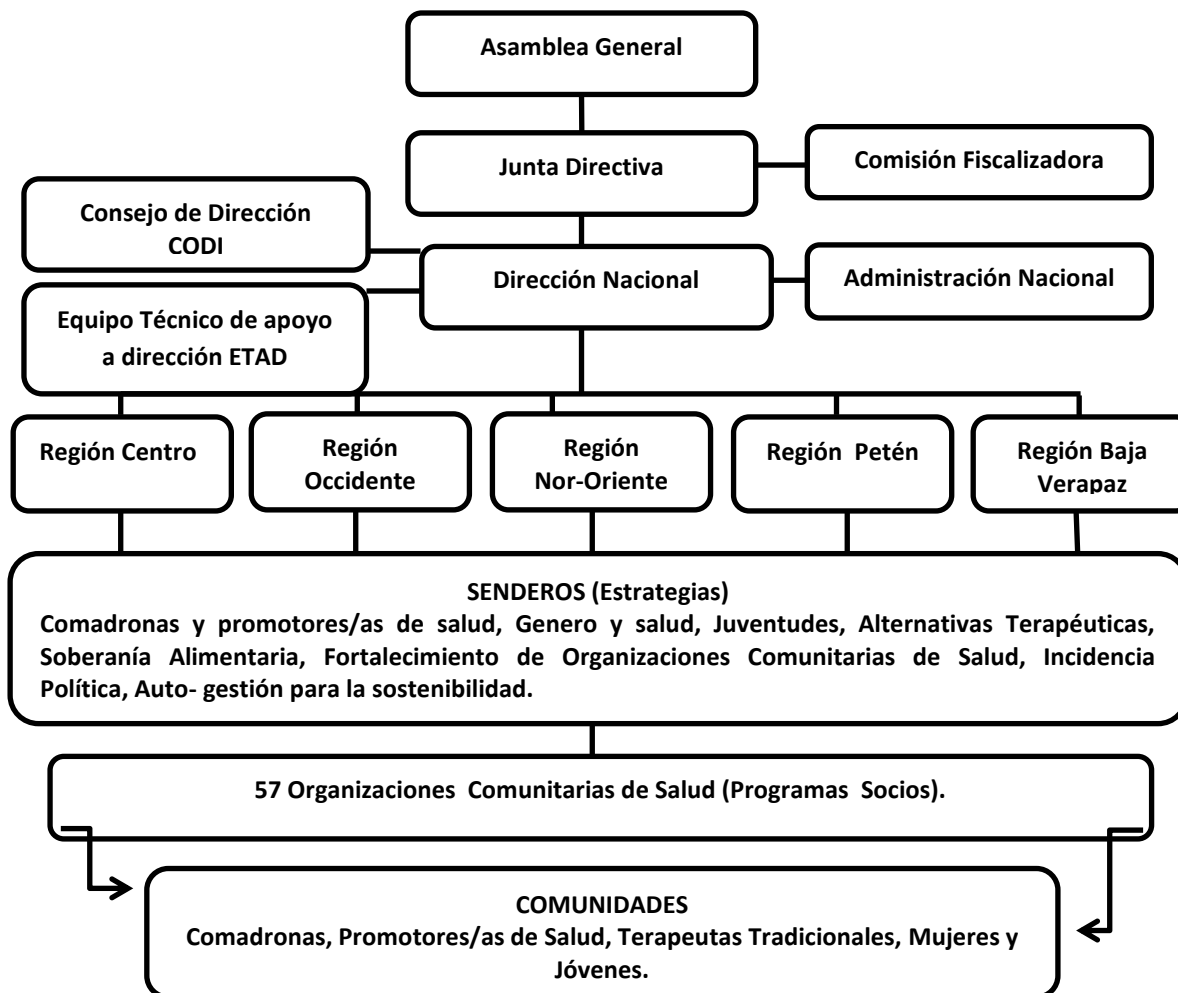 Asamblea General
Junta Directiva
Comisión Fiscalizadora
Consejo de Dirección
CODI
Dirección Nacional
Administración Nacional
Equipo Técnico de apoyo
a dirección ETAD
Región Centro
Región
Occidente
Región
Nor-Oriente
Región Petén
Región Baja
Verapaz
SENDEROS (Estrategias)
Comadronas y promotores/as de salud, Genero y salud, Juventudes, Alternativas Terapéuticas,
Soberanía Alimentaria, Fortalecimiento de Organizaciones Comunitarias de Salud, Incidencia
Política, Auto- gestión para la sostenibilidad.
57 Organizaciones Comunitarias de Salud (Programas Socios).
COMUNIDADES
Comadronas, Promotores/as de Salud, Terapeutas Tradicionales, Mujeres y
Jóvenes.